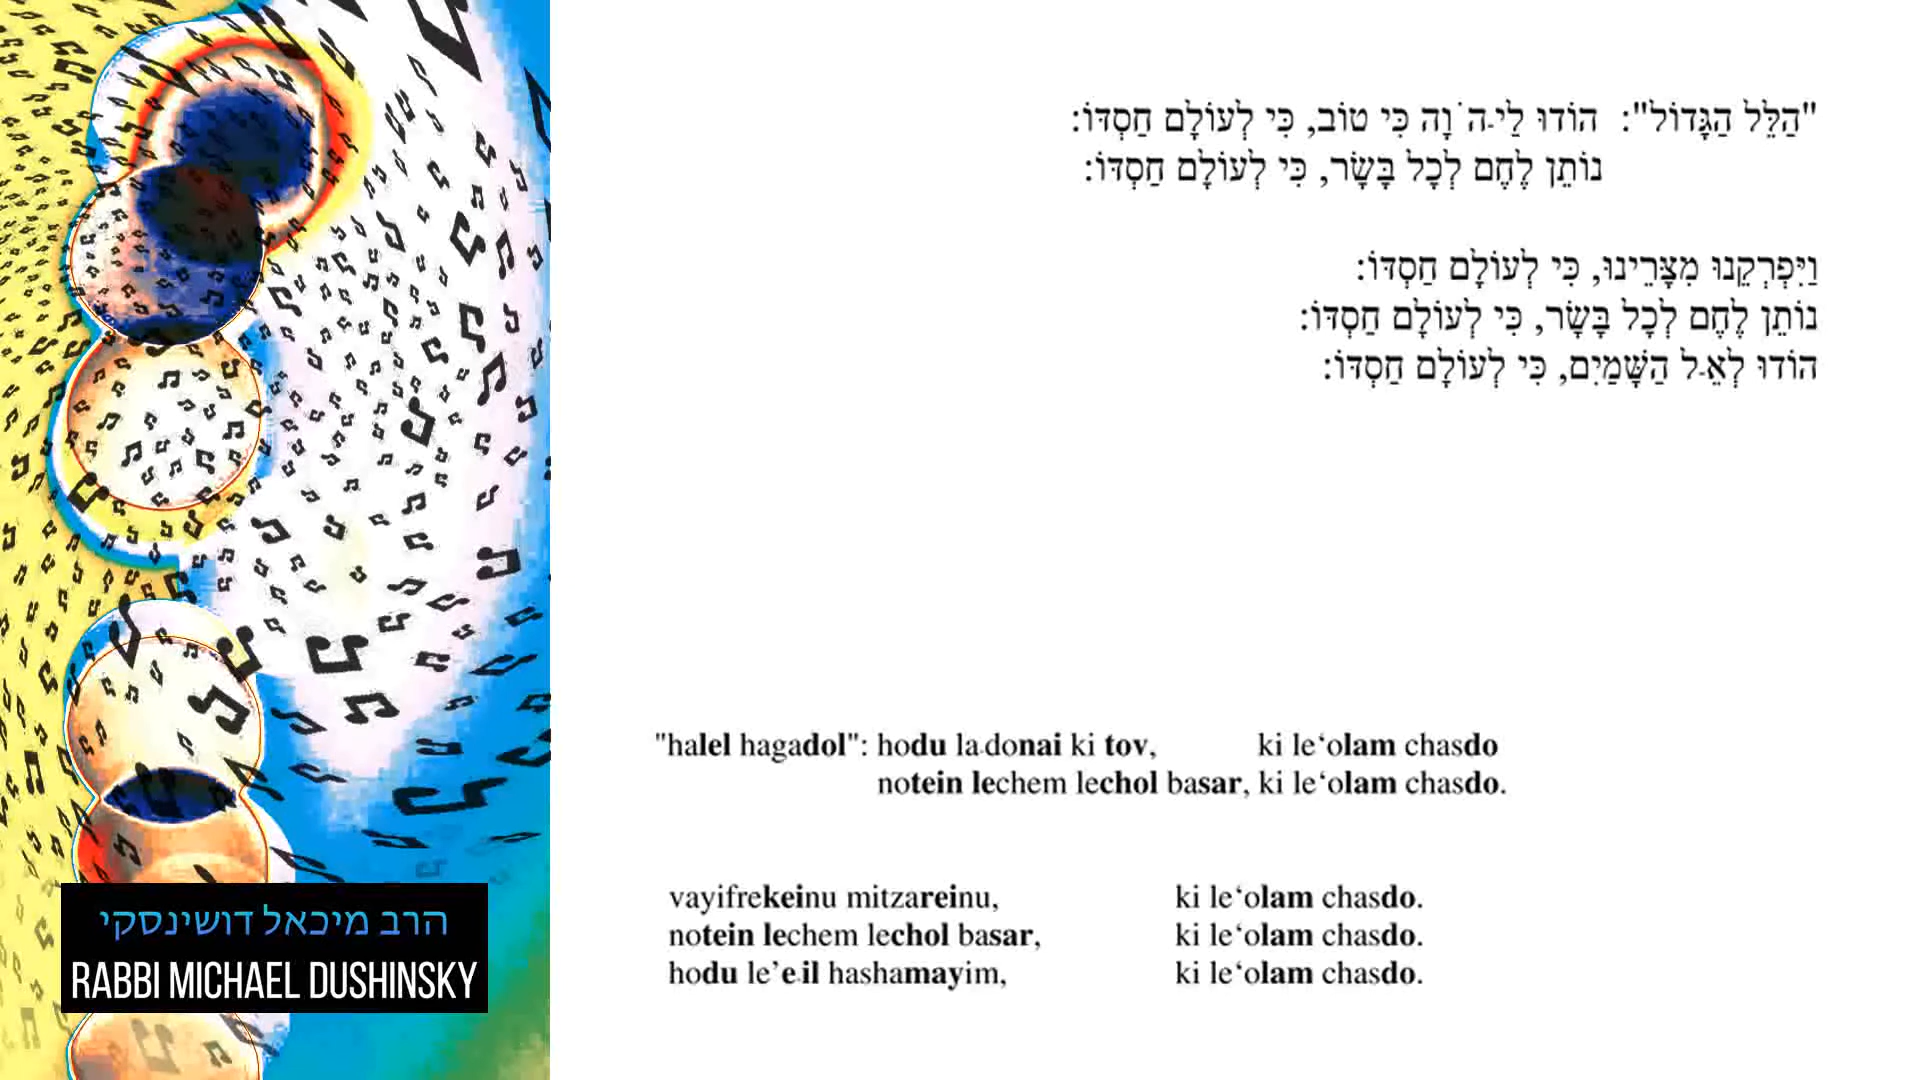 "הַלֵּל הַגָּדוֹל": הוֹדוּ לַי-הֹוָה כִּי טוֹב, כִּי לְעוֹלָם חַסְדּוֹ:
נוֹתֵן לֶחֶם לְכָל בָּשָׂר, כִּי לְעוֹלָם חַסְדּוֹ:
וַיִּפְרְקֵנוּ מִצָּרֵינוּ, כִּי לְעוֹלָם חַסְדּוֹ:
נוֹתֵן לֶחֶם לְכָל בָּשָׂר, כִּי לְעוֹלָם חַסְדּוֹ:
הוֹדוּ לְאֵ-ל הַשָּׁמַיִם, כִּי לְעוֹלָם חַסְדּוֹ:
"halel hagadol": hodu la-donai ki tov, ki le‘olam chasdo
notein lechem lechol basar, ki le‘olam chasdo.
vayifrekeinu mitzareinu, ki le‘olam chasdo.
notein lechem lechol basar, ki le‘olam chasdo.
hodu le’e-il hashamayim, ki le‘olam chasdo.
הרב מיכאל דושינסקי
RABBI MICHAEL DUSHINSKY